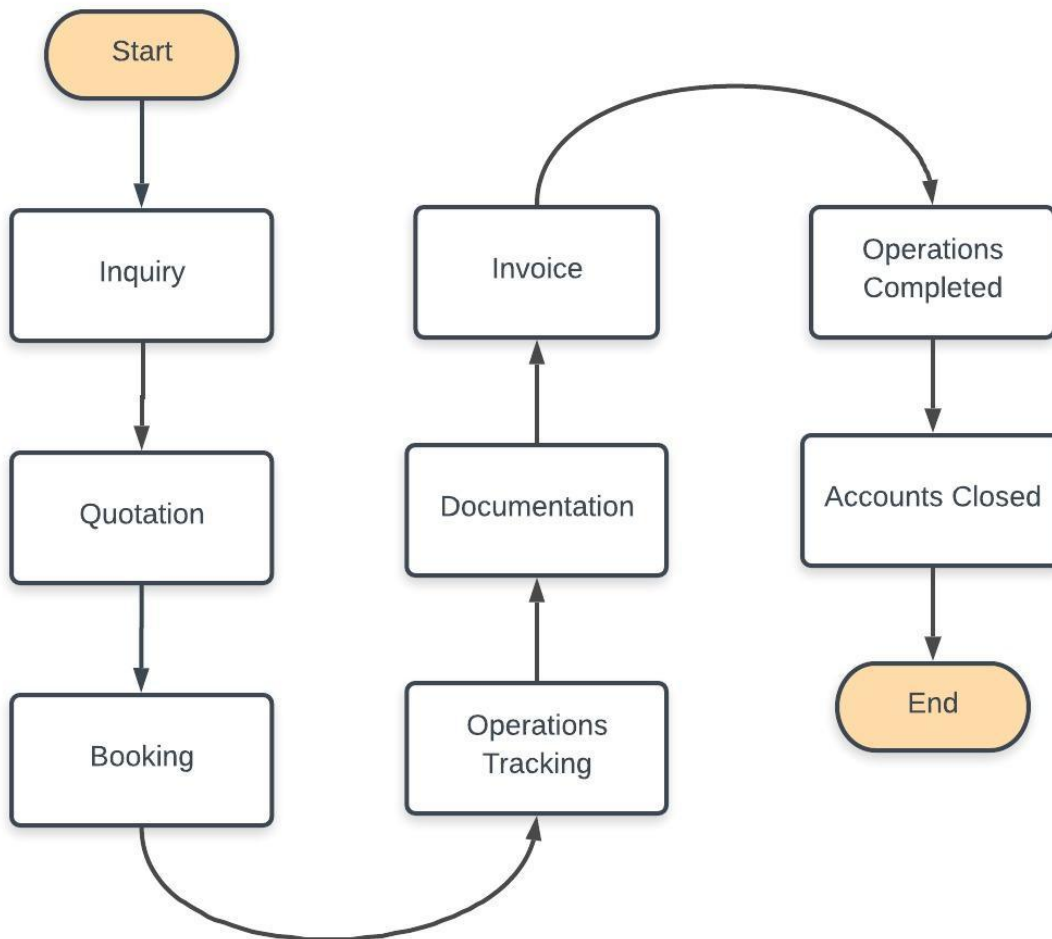 Start
Inquiry
Quotation
Booking
Operations
Tracking
Documentation
Invoice
Operations
Completed
Accounts Closed
End